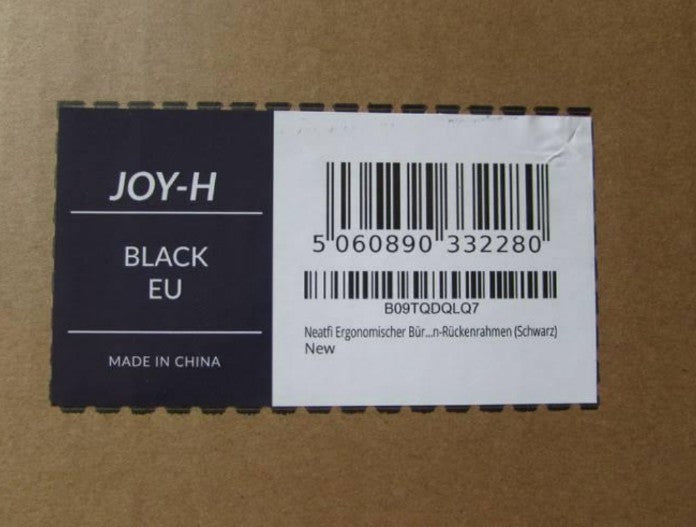 JOY-H
BLACK
EU
MADE IN CHINA
5 060890 332280
B09TQDQLQ7
Neatfi Ergonomischer Bür...n-Rückenrahmen (Schwarz)
New